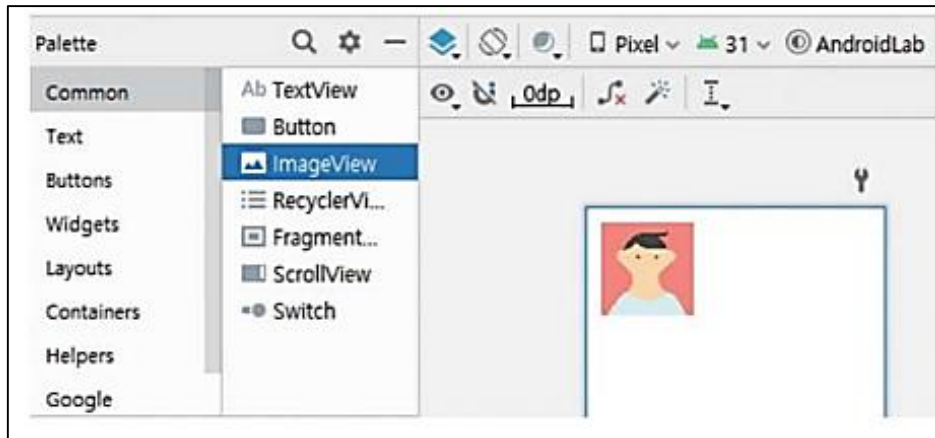 Palette
Pixel 31 AndroidLab
Common
Text
Buttons
Widgets
Layouts
Containers
Helpers
Google
Ab TextView
Button
ImageView
RecyclerVi...
Fragment...
ScrollView
Switch
0dp